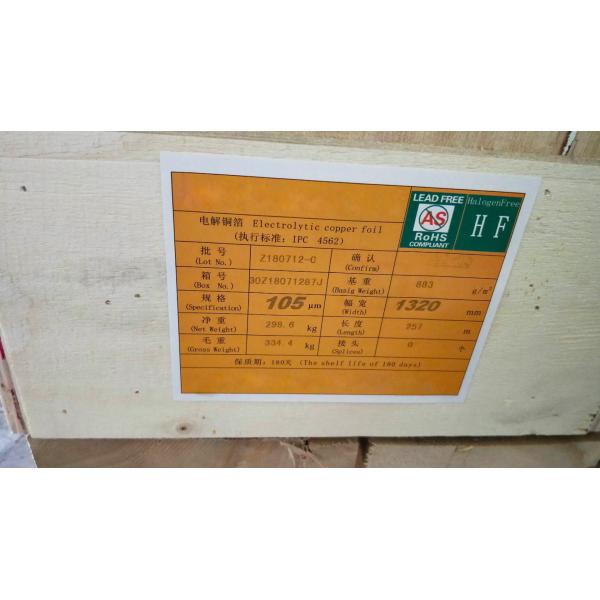 电解铜箔 Electrolytic copper foil
(执行标准: IPC 4562)
LEAD FREE
AS
RoHS
COMPLIANT
HalogenFree
HF
批号 (Lot No.) Z180712-C 确认 (Confirm)
箱号 (Box No.) 30Z18071287J 基重 (Basig Weight) 883 g/m²
规格 (Specification) 105 μm 幅宽 (Width) 1320 mm
净重 (Net Weight) 298.6 kg 长度 (Length) 257 m
毛重 (Gross Weight) 334.4 kg 接头 (Splices) 0 个
保质期: 180天 (The shelf life of 180 days)